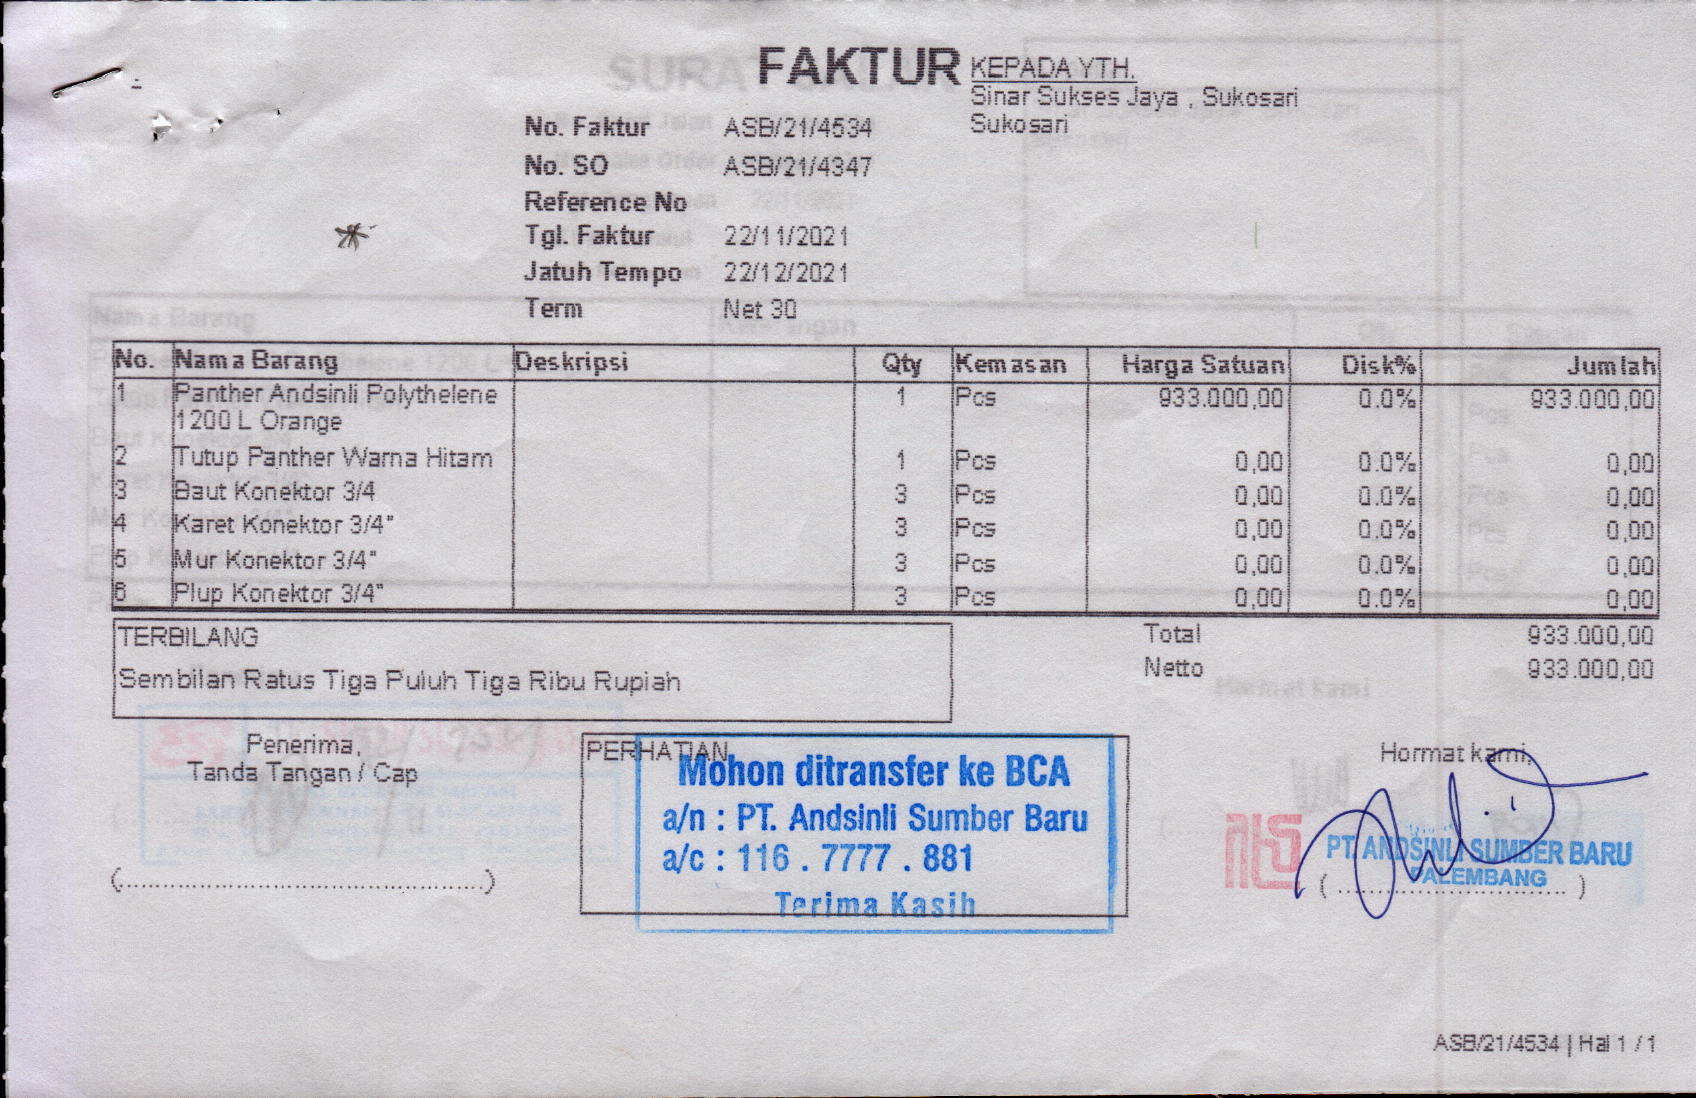 FAKTUR
KEPADA YTH.
Sinar Sukses Jaya , Sukosari
Sukosari
No. Faktur ASB/21/4534
No. SO ASB/21/4347
Reference No
Tgl. Faktur 22/11/2021
Jatuh Tempo 22/12/2021
Term Net 30
No. Nama Barang Deskripsi Qty Kemasan Harga Satuan Disk% Jumlah
1 Panther Andsinli Polythelene 1 Pcs 933.000,00 0.0% 933.000,00
1200 L Orange
2 Tutup Panther Warna Hitam 1 Pcs 0,00 0.0% 0,00
3 Baut Konektor 3/4 3 Pcs 0,00 0.0% 0,00
4 Karet Konektor 3/4" 3 Pcs 0,00 0.0% 0,00
5 Mur Konektor 3/4" 3 Pcs 0,00 0.0% 0,00
6 Plup Konektor 3/4" 3 Pcs 0,00 0.0% 0,00
TERBILANG
Sembilan Ratus Tiga Puluh Tiga Ribu Rupiah
Total 933.000,00
Netto 933.000,00
Penerima,
Tanda Tangan / Cap
(................................................)
PERHATIAN
Mohon ditransfer ke BCA
a/n : PT. Andsinli Sumber Baru
a/c : 116 . 7777 . 881
Terima Kasih
Hormat kami,
PT. ANDSINLI SUMBER BARU
PALEMBANG
(..............................)
ASB/21/4534 | Hal 1 / 1